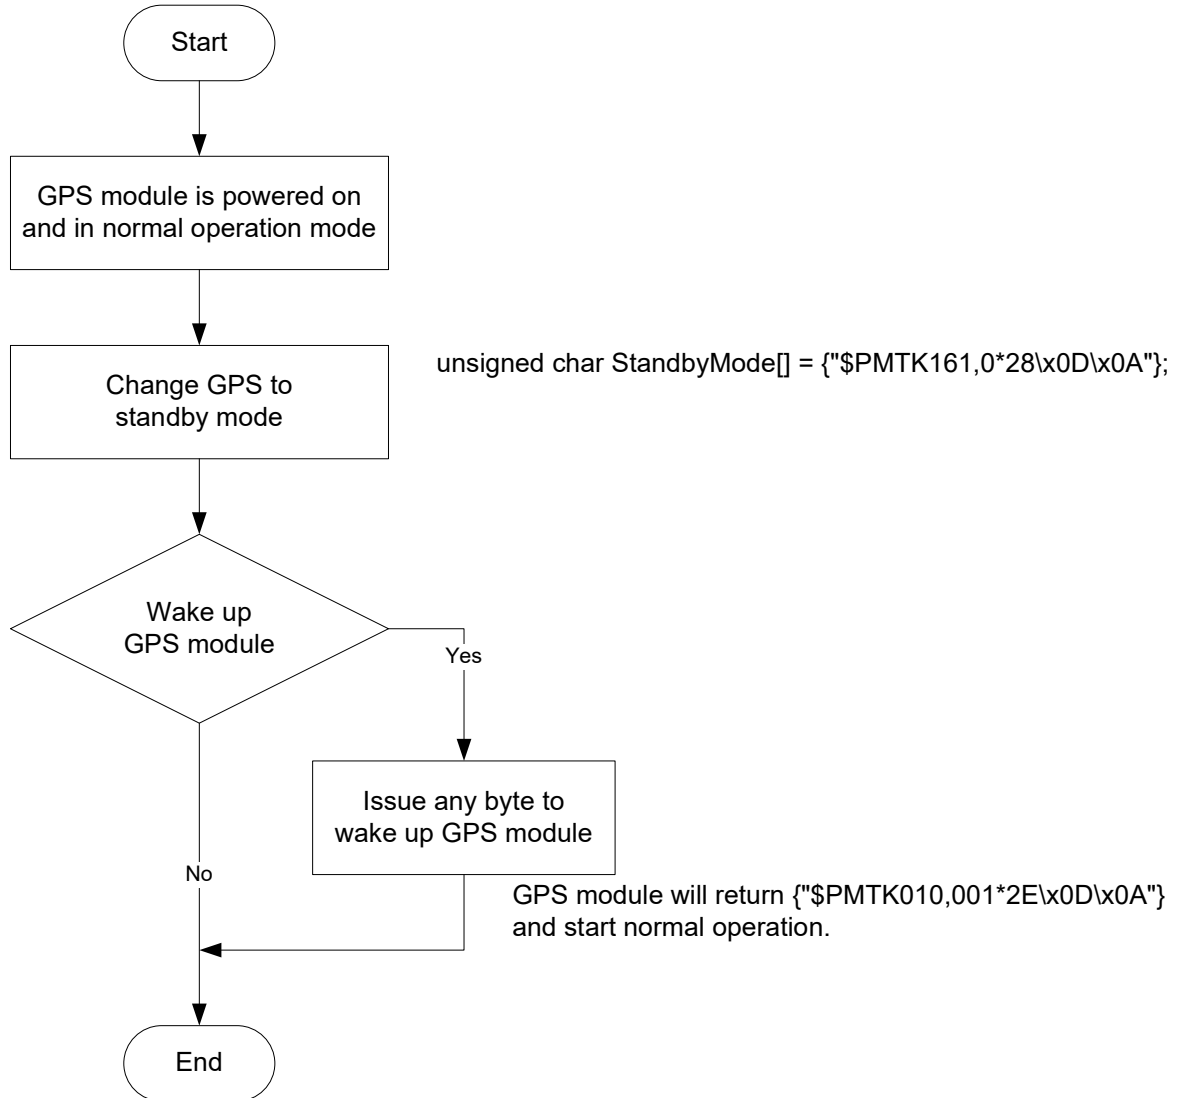 Start
GPS module is powered on
and in normal operation mode
Change GPS to
standby mode
unsigned char StandbyMode[] = {"$PMTK161,0*28\x0D\x0A"};
Wake up
GPS module
Yes
Issue any byte to
wake up GPS module
No
GPS module will return {"$PMTK010,001*2E\x0D\x0A"}
and start normal operation.
End